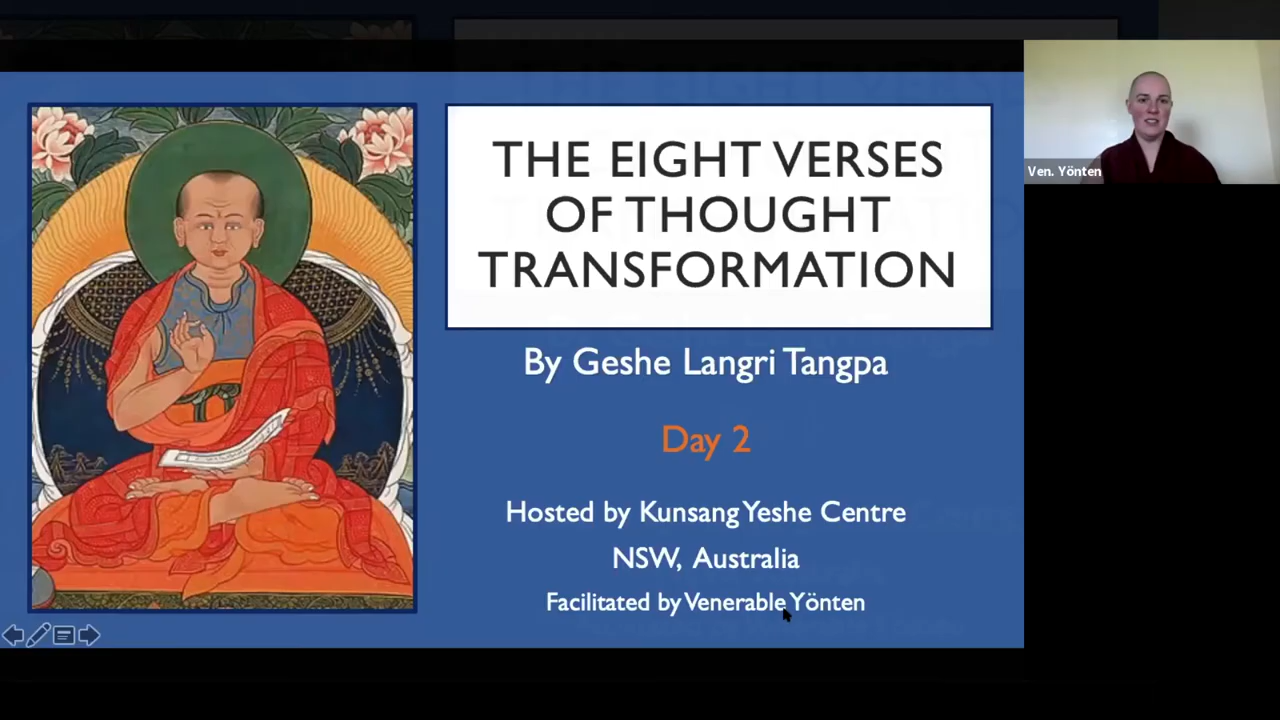 THE EIGHT VERSES
OF THOUGHT
TRANSFORMATION
By Geshe Langri Tangpa
Day 2
Hosted by Kunsang Yeshe Centre
NSW, Australia
Facilitated by Venerable Yönten
Ven. Yönten